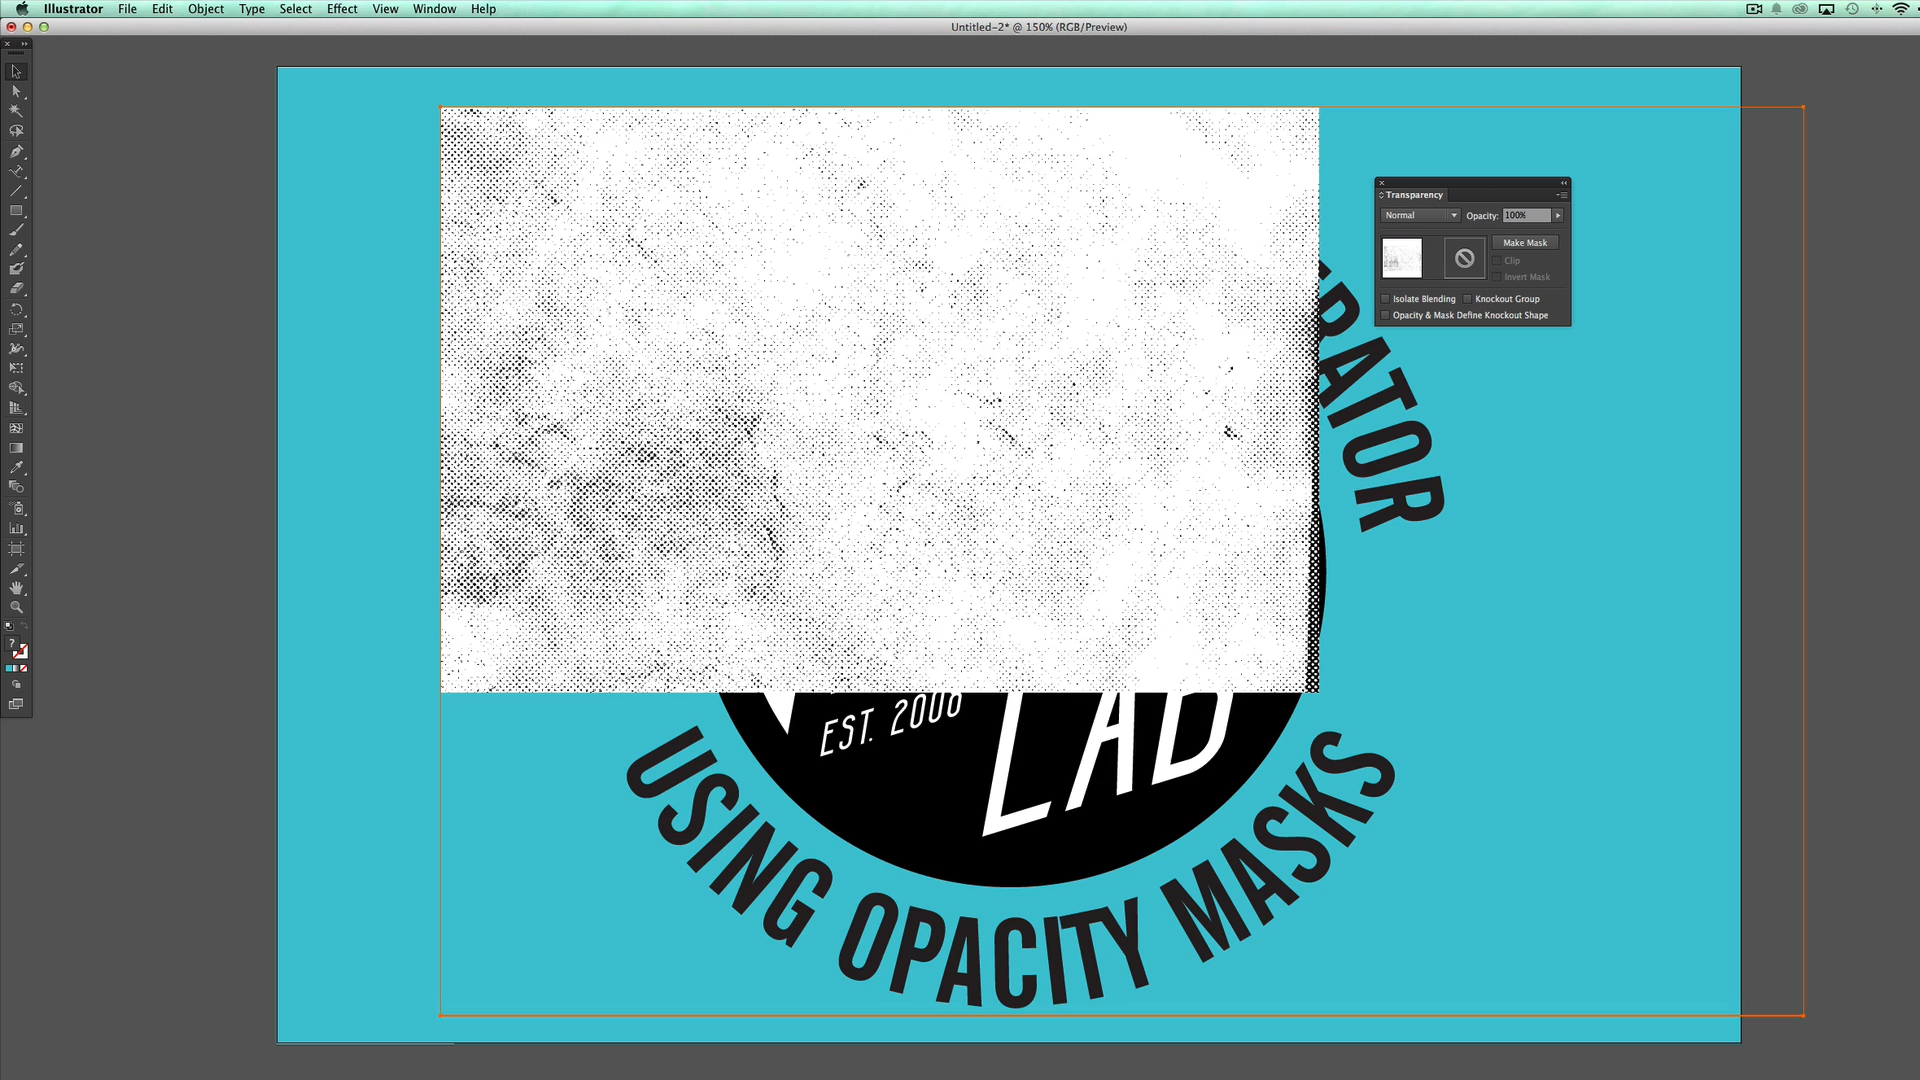 Illustrator File Edit Object Type Select Effect View Window Help
Untitled-2* @ 150% (RGB/Preview)
Transparency
Normal Opacity: 100%
Make Mask
Clip
Invert Mask
Isolate Blending Knockout Group
Opacity & Mask Define Knockout Shape
RATOR
EST. 2006
LAB
USING OPACITY MASKS
?